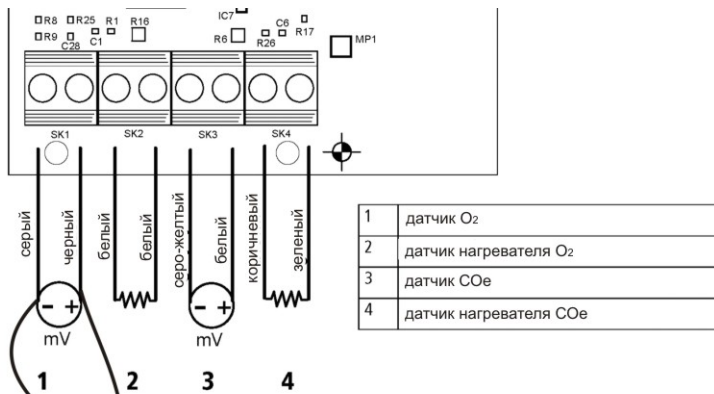 R8 R25 R1 R16 IC7 C6 R17
R9 C28 C1 R6 R26 MP1
SK1 SK2 SK3 SK4
серый черный белый белый серо-желтый белый коричневый зеленый
- + - +
mV mV
1 2 3 4
1 датчик O2
2 датчик нагревателя O2
3 датчик COe
4 датчик нагревателя COe